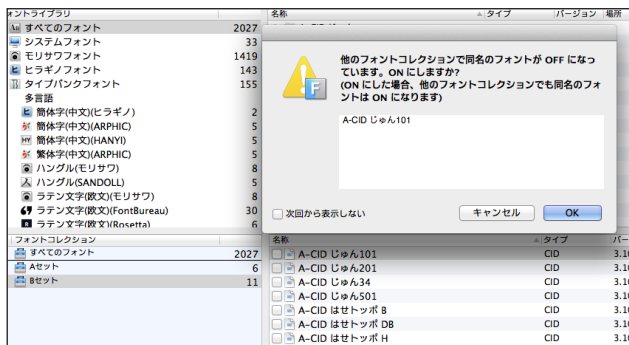 ォントライブラリ
すべてのフォント 2027
システムフォント 33
モリサワフォント 1419
ヒラギノフォント 143
タイプバンクフォント 155
多言語
簡体字(中文)(ヒラギノ) 2
簡体字(中文)(ARPHIC) 5
簡体字(中文)(HANYI) 5
繁体字(中文)(ARPHIC) 5
ハングル(モリサワ) 8
ハングル(SANDOLL) 5
ラテン文字(欧文)(モリサワ) 8
ラテン文字(欧文)(FontBureau) 30
ラテン文字(欧文)(Rosetta) 6
フォントコレクション
すべてのフォント 2027
Aセット 6
Bセット 11
名称 タイプ バージョン 場所
他のフォントコレクションで同名のフォントが OFF になっ
ています。ON にしますか?
(ON にした場合、他のフォントコレクションでも同名のフォ
ントは ON になります)
A-CID じゅん101
次回から表示しない キャンセル OK
名称 タイプ バー
A-CID じゅん101 CID 3.10
A-CID じゅん201 CID 3.10
A-CID じゅん34 CID 3.10
A-CID じゅん501 CID 3.10
A-CID はせトッポ B CID 3.10
A-CID はせトッポ DB CID 3.10
A-CID はせトッポ H CID 3.10